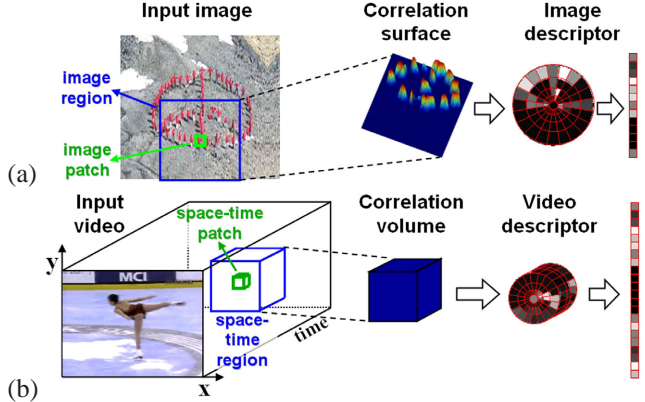 Input image
Correlation
surface
Image
descriptor
image
region
image
patch
(a)
Input
video
space-time
patch
Correlation
volume
Video
descriptor
y
MCI
space-
time
region
time
x
(b)